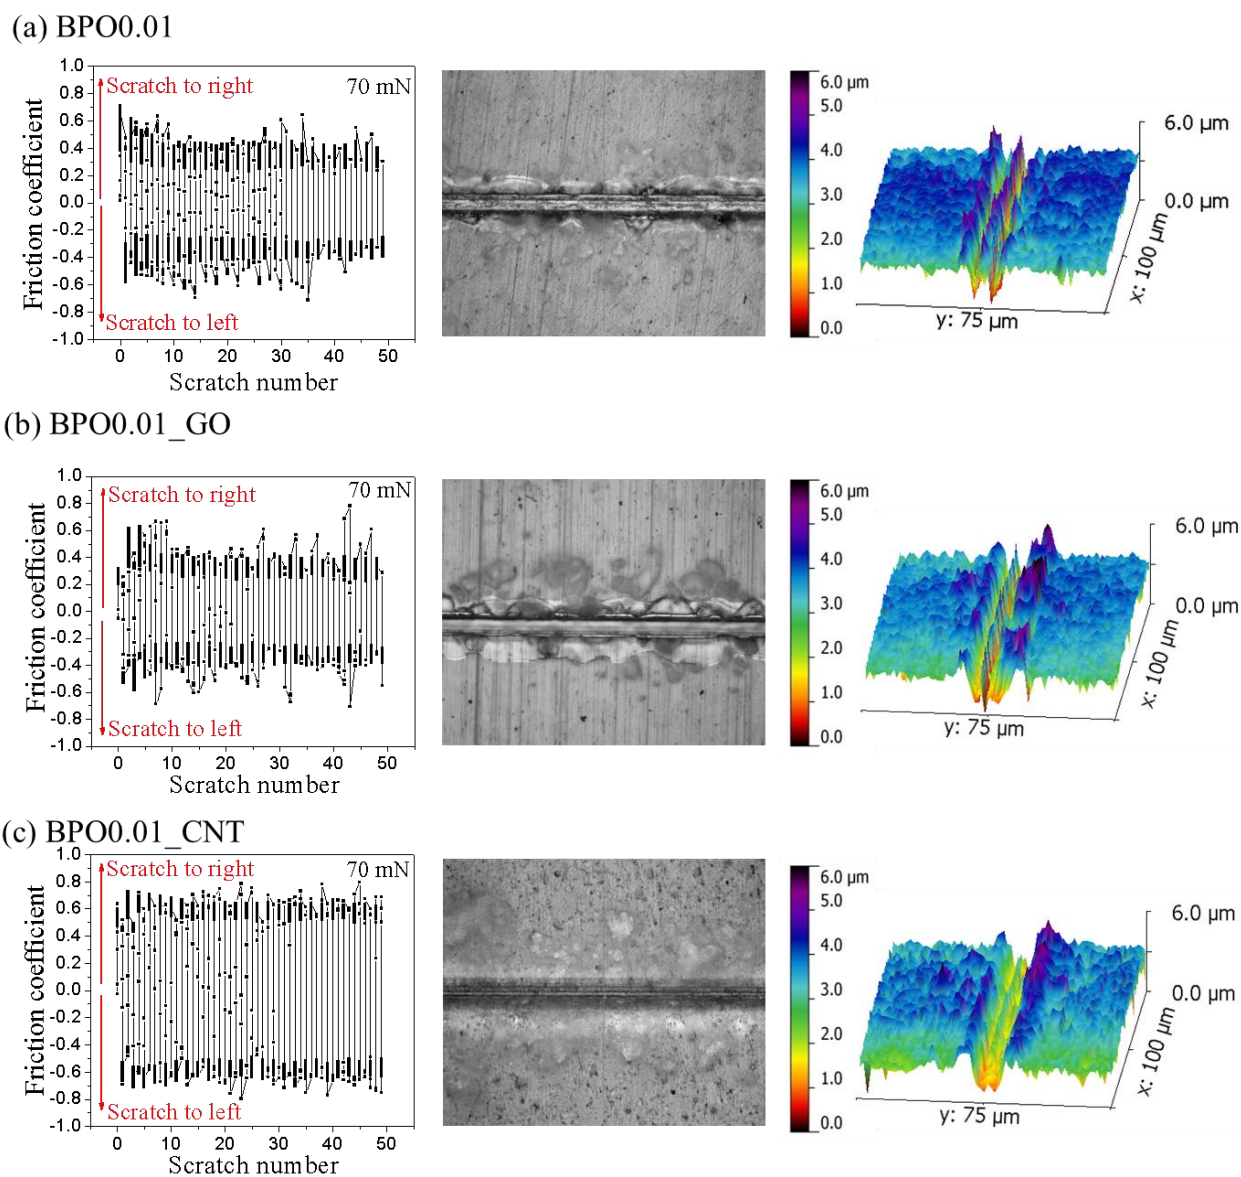 (a) BPO0.01
1.0
0.8
0.6
0.4
0.2
0.0
-0.2
-0.4
-0.6
-0.8
-1.0
Friction coefficient
Scratch to right
70 mN
Scratch to left
0 10 20 30 40 50
Scratch number
6.0 µm
5.0
4.0
3.0
2.0
1.0
0.0
6.0 µm
0.0 µm
x: 100 µm
y: 75 µm
(b) BPO0.01_GO
1.0
0.8
0.6
0.4
0.2
0.0
-0.2
-0.4
-0.6
-0.8
-1.0
Friction coefficient
Scratch to right
70 mN
Scratch to left
0 10 20 30 40 50
Scratch number
6.0 µm
5.0
4.0
3.0
2.0
1.0
0.0
6.0 µm
0.0 µm
x: 100 µm
y: 75 µm
(c) BPO0.01_CNT
1.0
0.8
0.6
0.4
0.2
0.0
-0.2
-0.4
-0.6
-0.8
-1.0
Friction coefficient
Scratch to right
70 mN
Scratch to left
0 10 20 30 40 50
Scratch number
6.0 µm
5.0
4.0
3.0
2.0
1.0
0.0
6.0 µm
0.0 µm
x: 100 µm
y: 75 µm